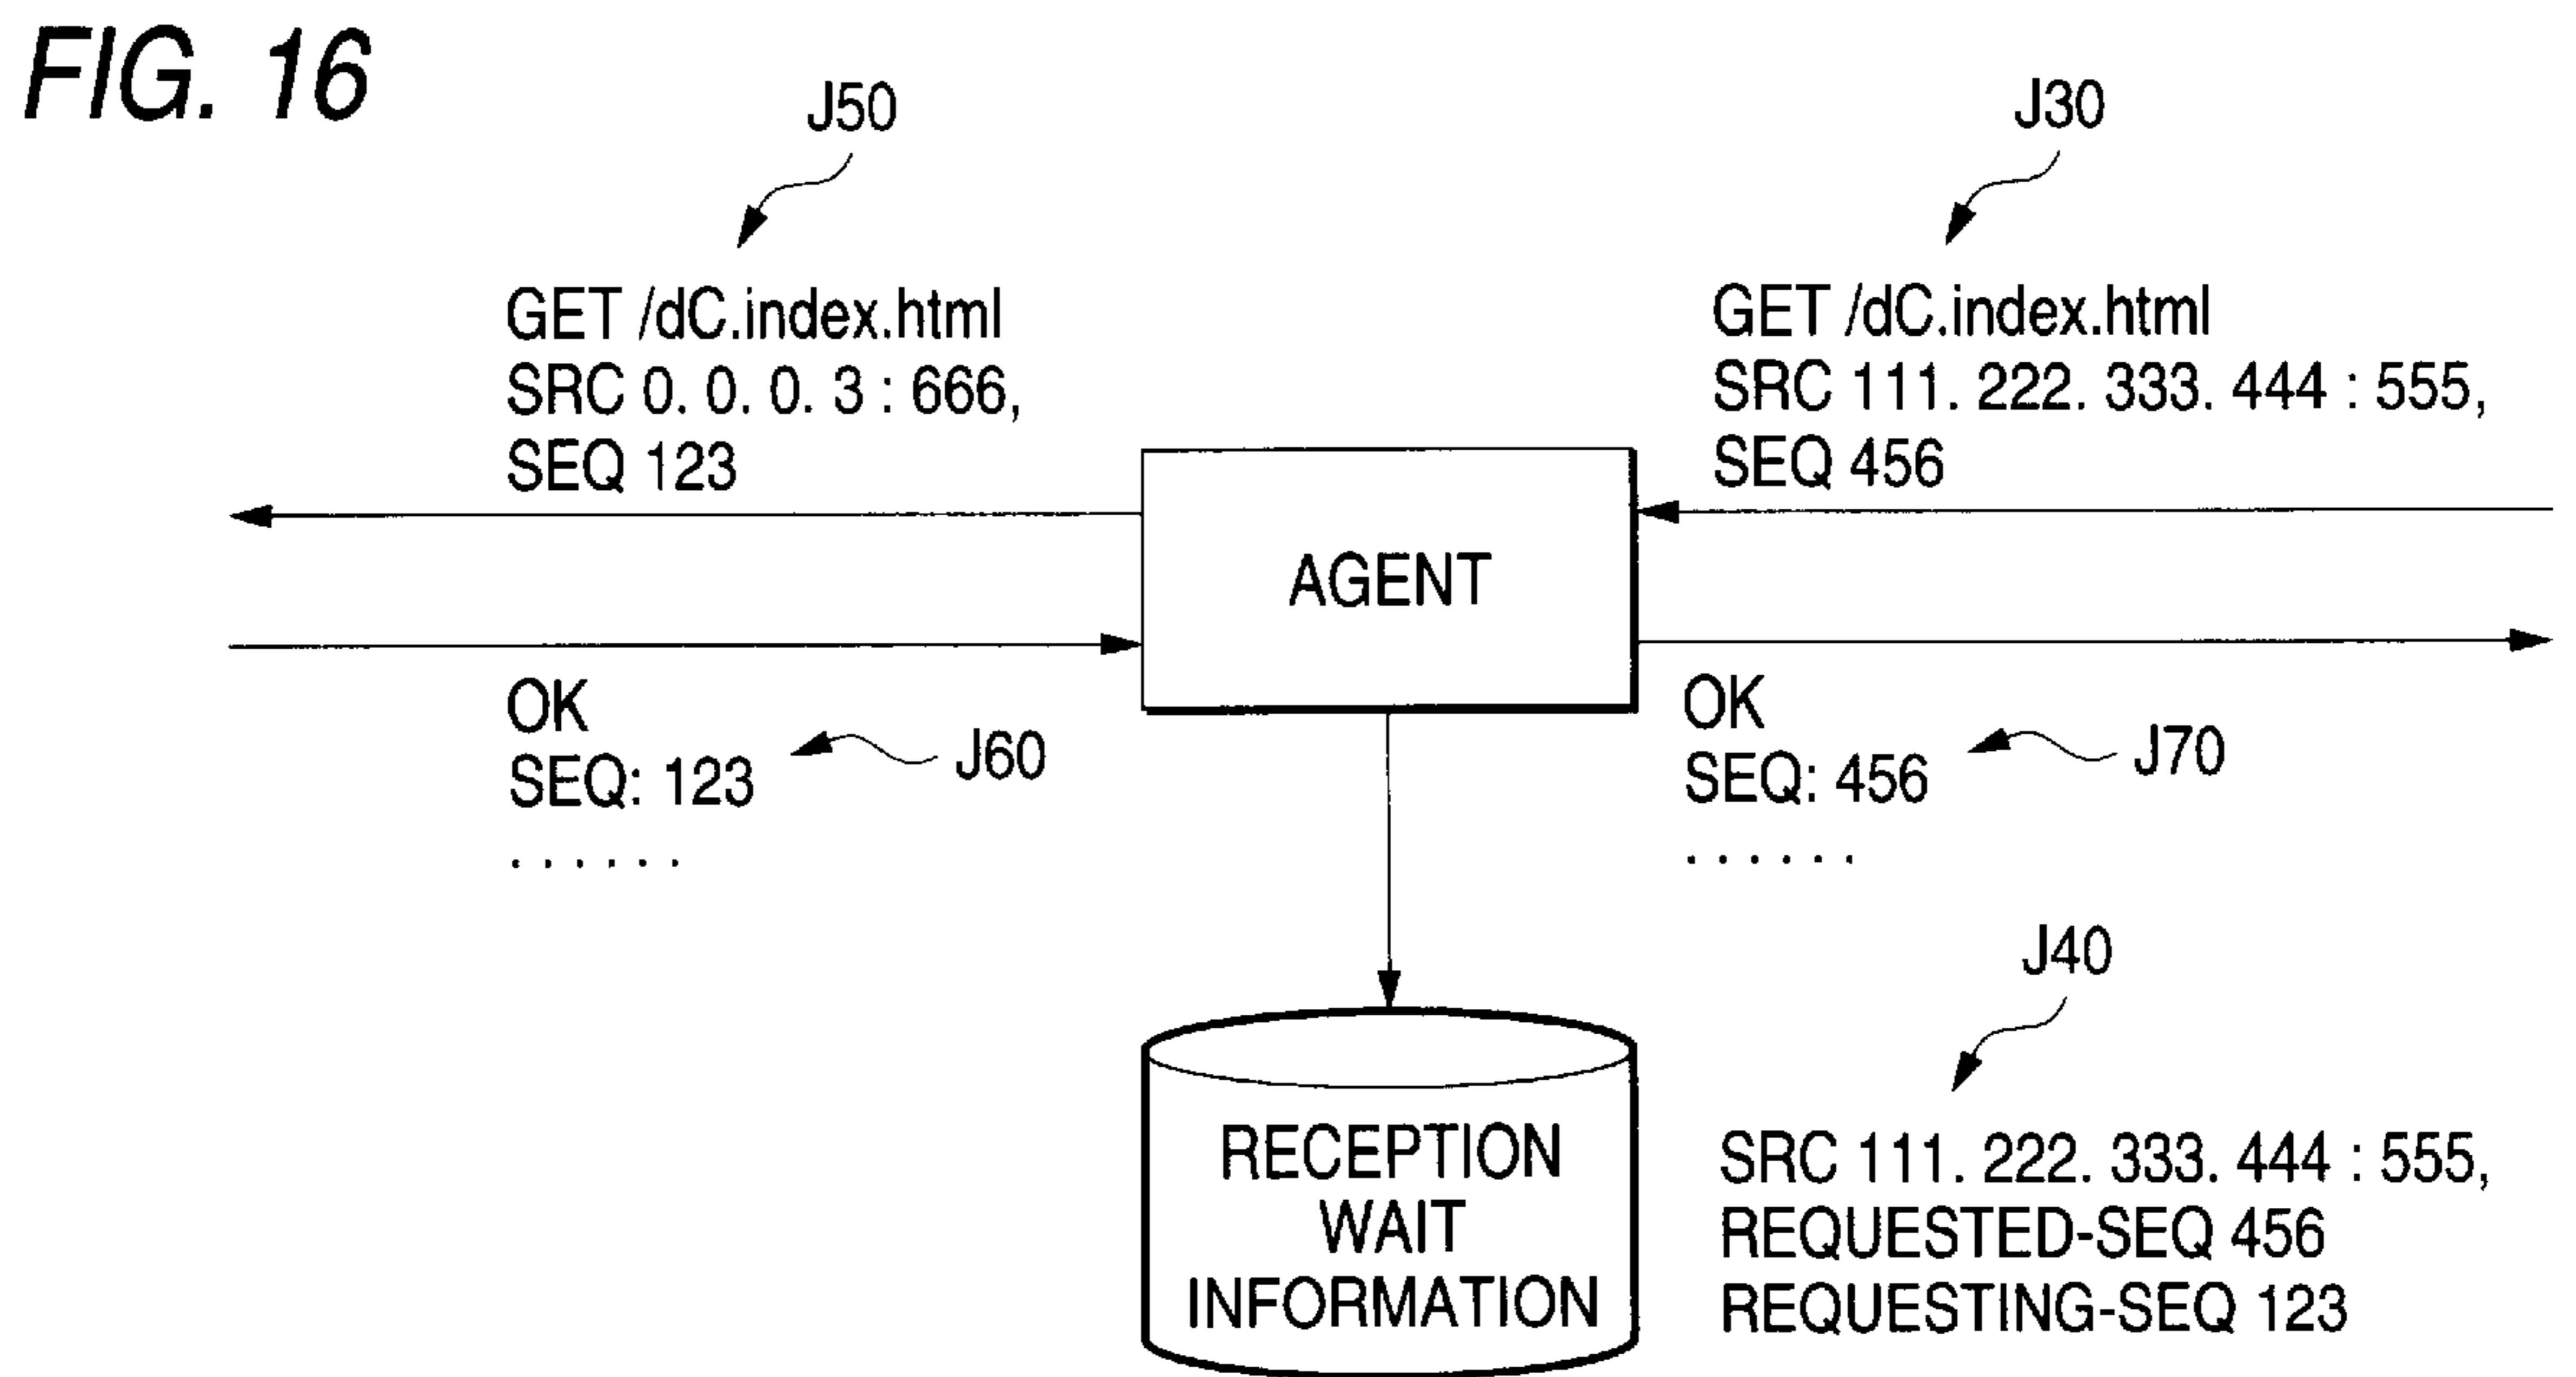 FIG. 16
J50
J30
GET /dC.index.html
SRC 0. 0. 0. 3 : 666,
SEQ 123
GET /dC.index.html
SRC 111. 222. 333. 444 : 555,
SEQ 456
AGENT
OK
SEQ: 123
. . . . . .
J60
OK
SEQ: 456
. . . . . .
J70
J40
RECEPTION
WAIT
INFORMATION
SRC 111. 222. 333. 444 : 555,
REQUESTED-SEQ 456
REQUESTING-SEQ 123